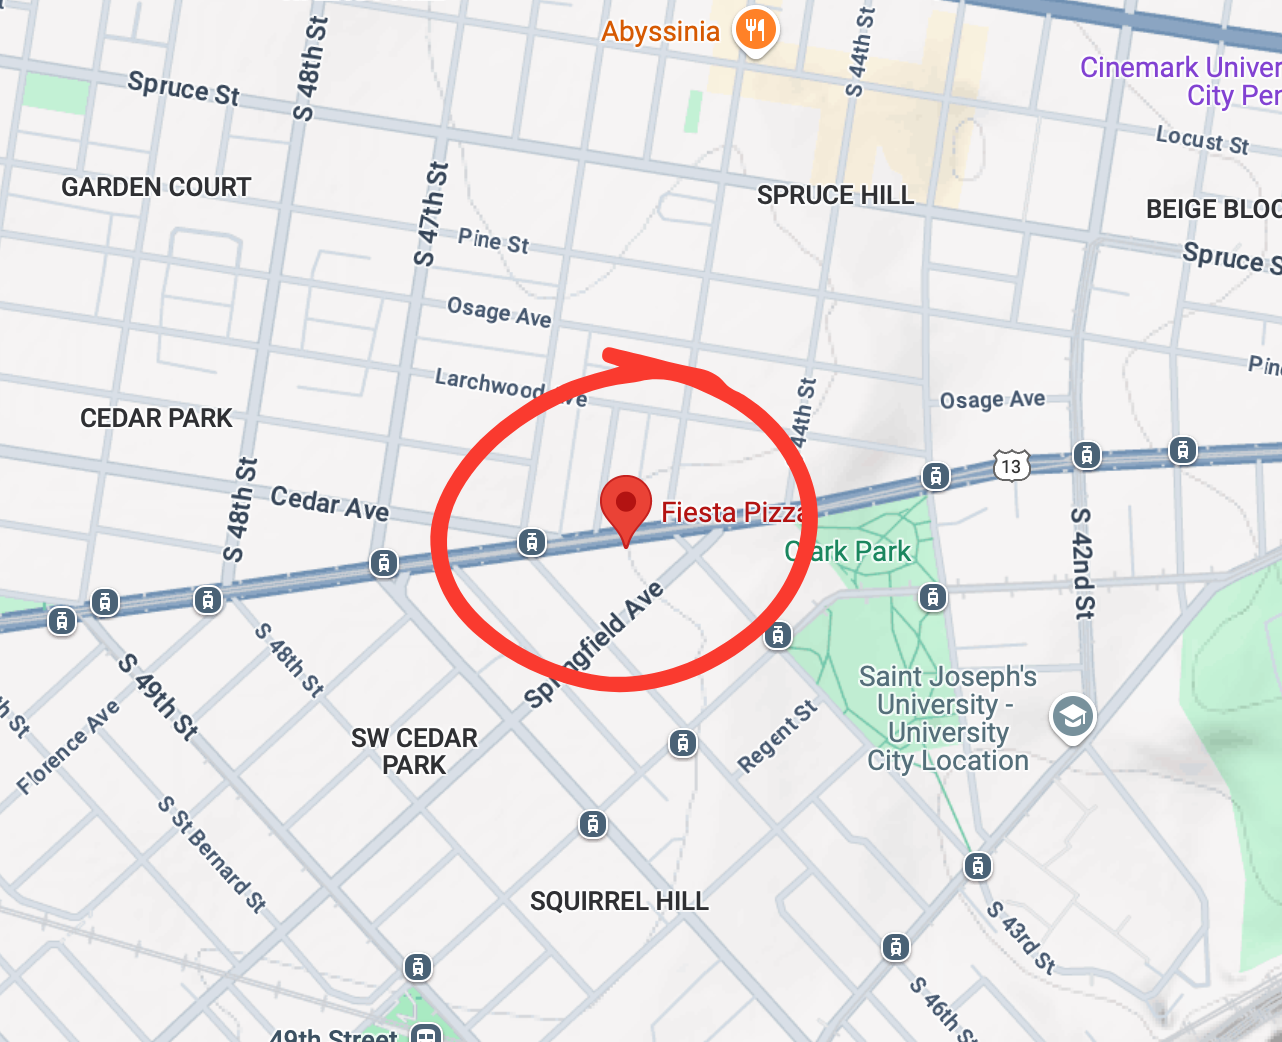 Abyssinia
S 44th St
S 48th St
Cinemark Univer
City Per
Spruce St
Locust St
GARDEN COURT
S 47th St
SPRUCE HILL
BEIGE BLOC
Pine St
Spruce S
Osage Ave
Larchwood Ave
Pine
CEDAR PARK
44th St
Osage Ave
13
Cedar Ave
S 48th St
Fiesta Pizza
Clark Park
S 42nd St
Springfield Ave
S 48th St
S 49th St
th St
Florence Ave
SW CEDAR
PARK
Regent St
Saint Joseph's
University -
University
City Location
S St Bernard St
SQUIRREL HILL
S 43rd St
S 46th St
49th Street